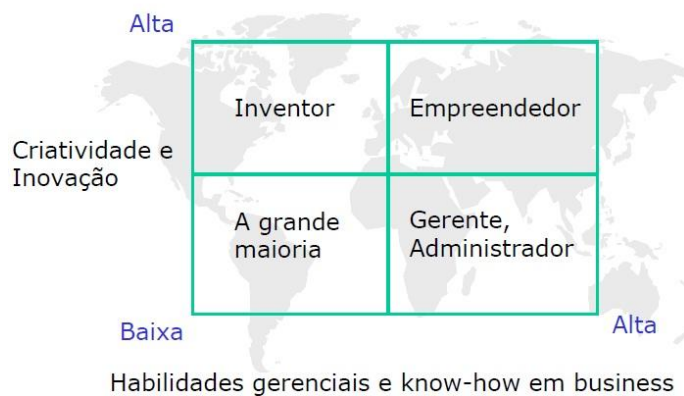 Alta
Inventor
Empreendedor
Criatividade e
Inovação
A grande
maioria
Gerente,
Administrador
Baixa
Alta
Habilidades gerenciais e know-how em business